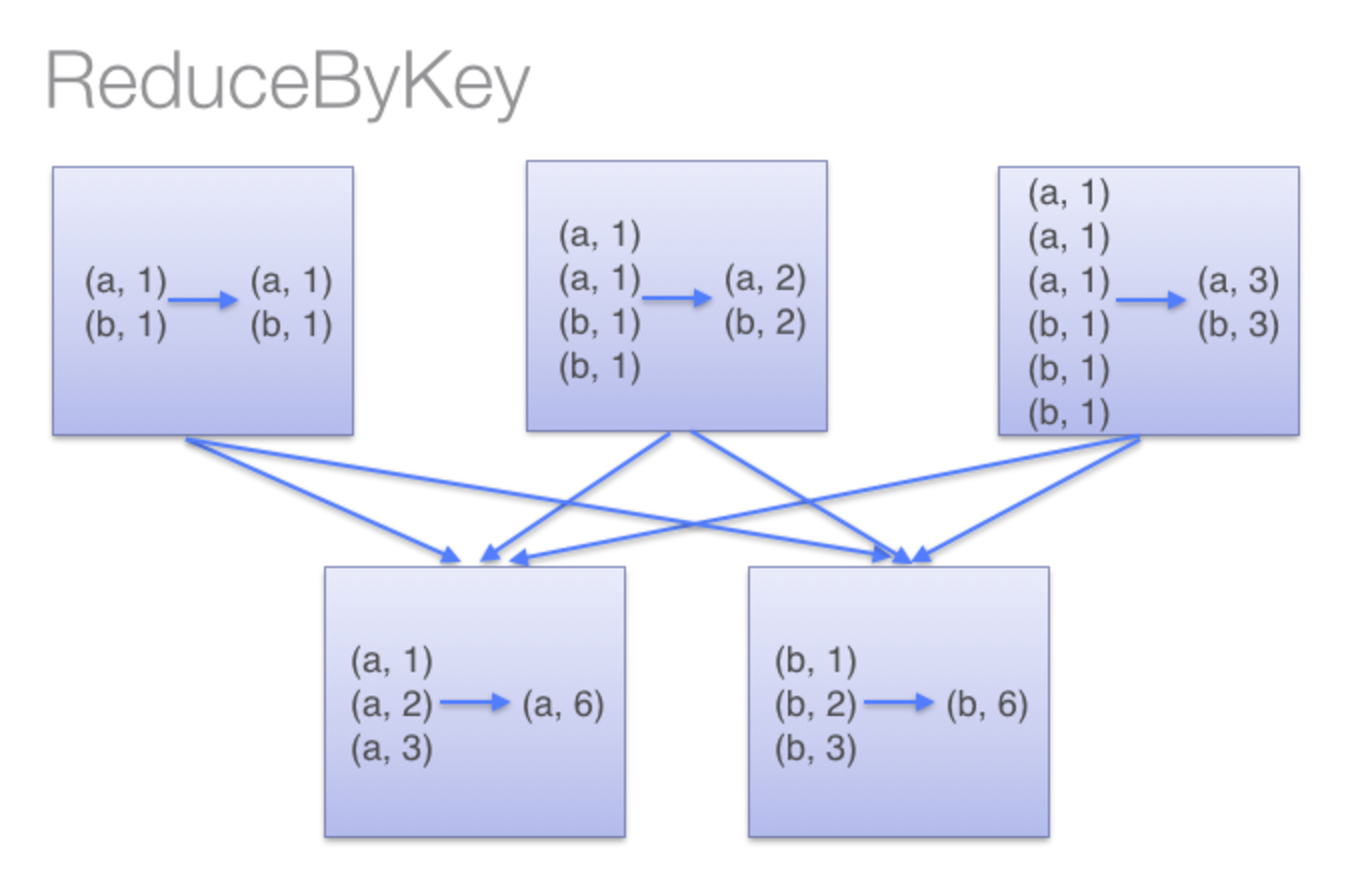 ReduceByKey
(a, 1)
(b, 1)
(a, 1)
(b, 1)
(a, 1)
(a, 1)
(b, 1)
(b, 1)
(a, 2)
(b, 2)
(a, 1)
(a, 1)
(a, 1)
(b, 1)
(b, 1)
(b, 1)
(a, 3)
(b, 3)
(a, 1)
(a, 2)
(a, 3)
(a, 6)
(b, 1)
(b, 2)
(b, 3)
(b, 6)